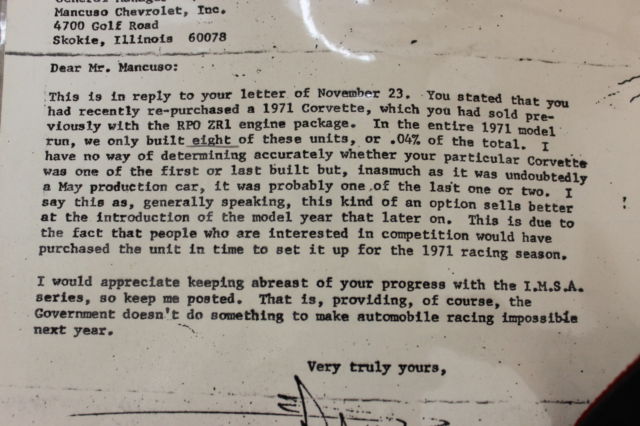 General Manager
Mancuso Chevrolet, Inc.
4700 Golf Road
Skokie, Illinois 60078
Dear Mr. Mancuso:
This is in reply to your letter of November 23. You stated that you
had recently re-purchased a 1971 Corvette, which you had sold pre-
viously with the RPO ZR1 engine package. In the entire 1971 model
run, we only built eight of these units, or .04% of the total. I
have no way of determining accurately whether your particular Corvette
was one of the first or last built but, inasmuch as it was undoubtedly
a May production car, it was probably one of the last one or two. I
say this as, generally speaking, this kind of an option sells better
at the introduction of the model year that later on. This is due to
the fact that people who are interested in competition would have
purchased the unit in time to set it up for the 1971 racing season.
I would appreciate keeping abreast of your progress with the I.M.S.A.
series, so keep me posted. That is, providing, of course, the
Government doesn't do something to make automobile racing impossible
next year.
Very truly yours,